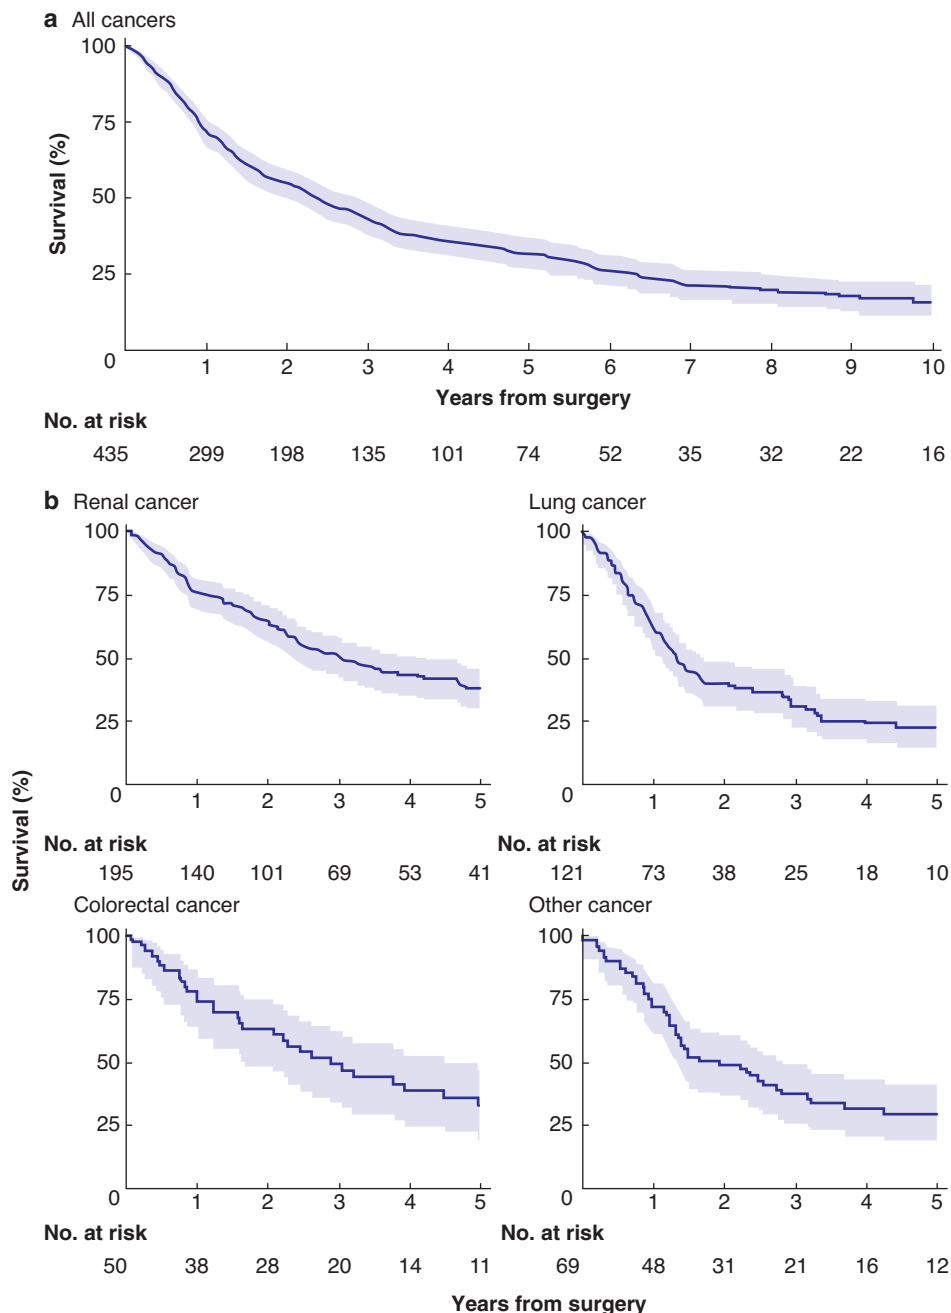 a All cancers
100
75
50
25
0
Survival (%)
1 2 3 4 5 6 7 8 9 10
Years from surgery
No. at risk
435 299 198 135 101 74 52 35 32 22 16
b Renal cancer
100
75
50
25
0
1 2 3 4 5
No. at risk
195 140 101 69 53 41
Lung cancer
100
75
50
25
0
1 2 3 4 5
No. at risk
121 73 38 25 18 10
Survival (%)
Colorectal cancer
100
75
50
25
0
1 2 3 4 5
No. at risk
50 38 28 20 14 11
Other cancer
100
75
50
25
0
1 2 3 4 5
No. at risk
69 48 31 21 16 12
Years from surgery